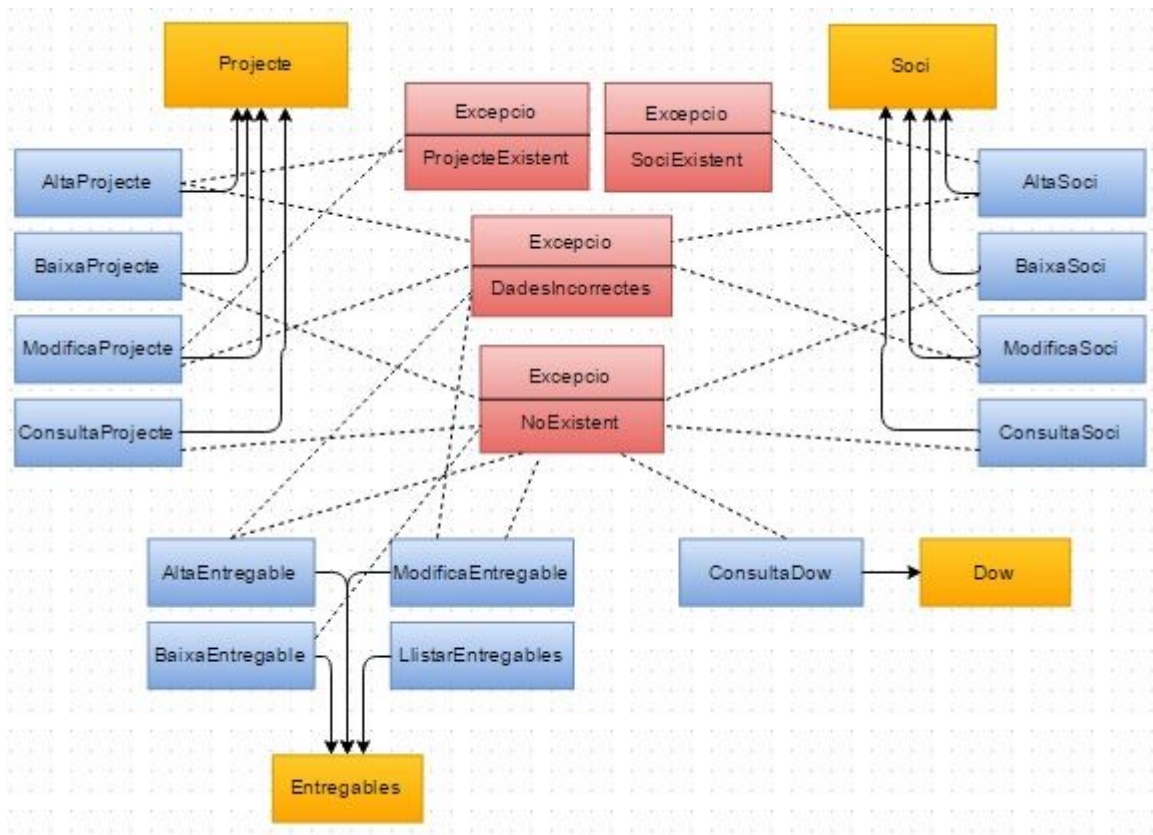 Projecte
Soci
Excepcio
ProjecteExistent
Excepcio
SociExistent
AltaProjecte
AltaSoci
Excepcio
DadesIncorrectes
BaixaProjecte
BaixaSoci
ModificaProjecte
ModificaSoci
Excepcio
NoExistent
ConsultaProjecte
ConsultaSoci
AltaEntregable
ModificaEntregable
ConsultaDow
Dow
BaixaEntregable
LlistarEntregables
Entregables